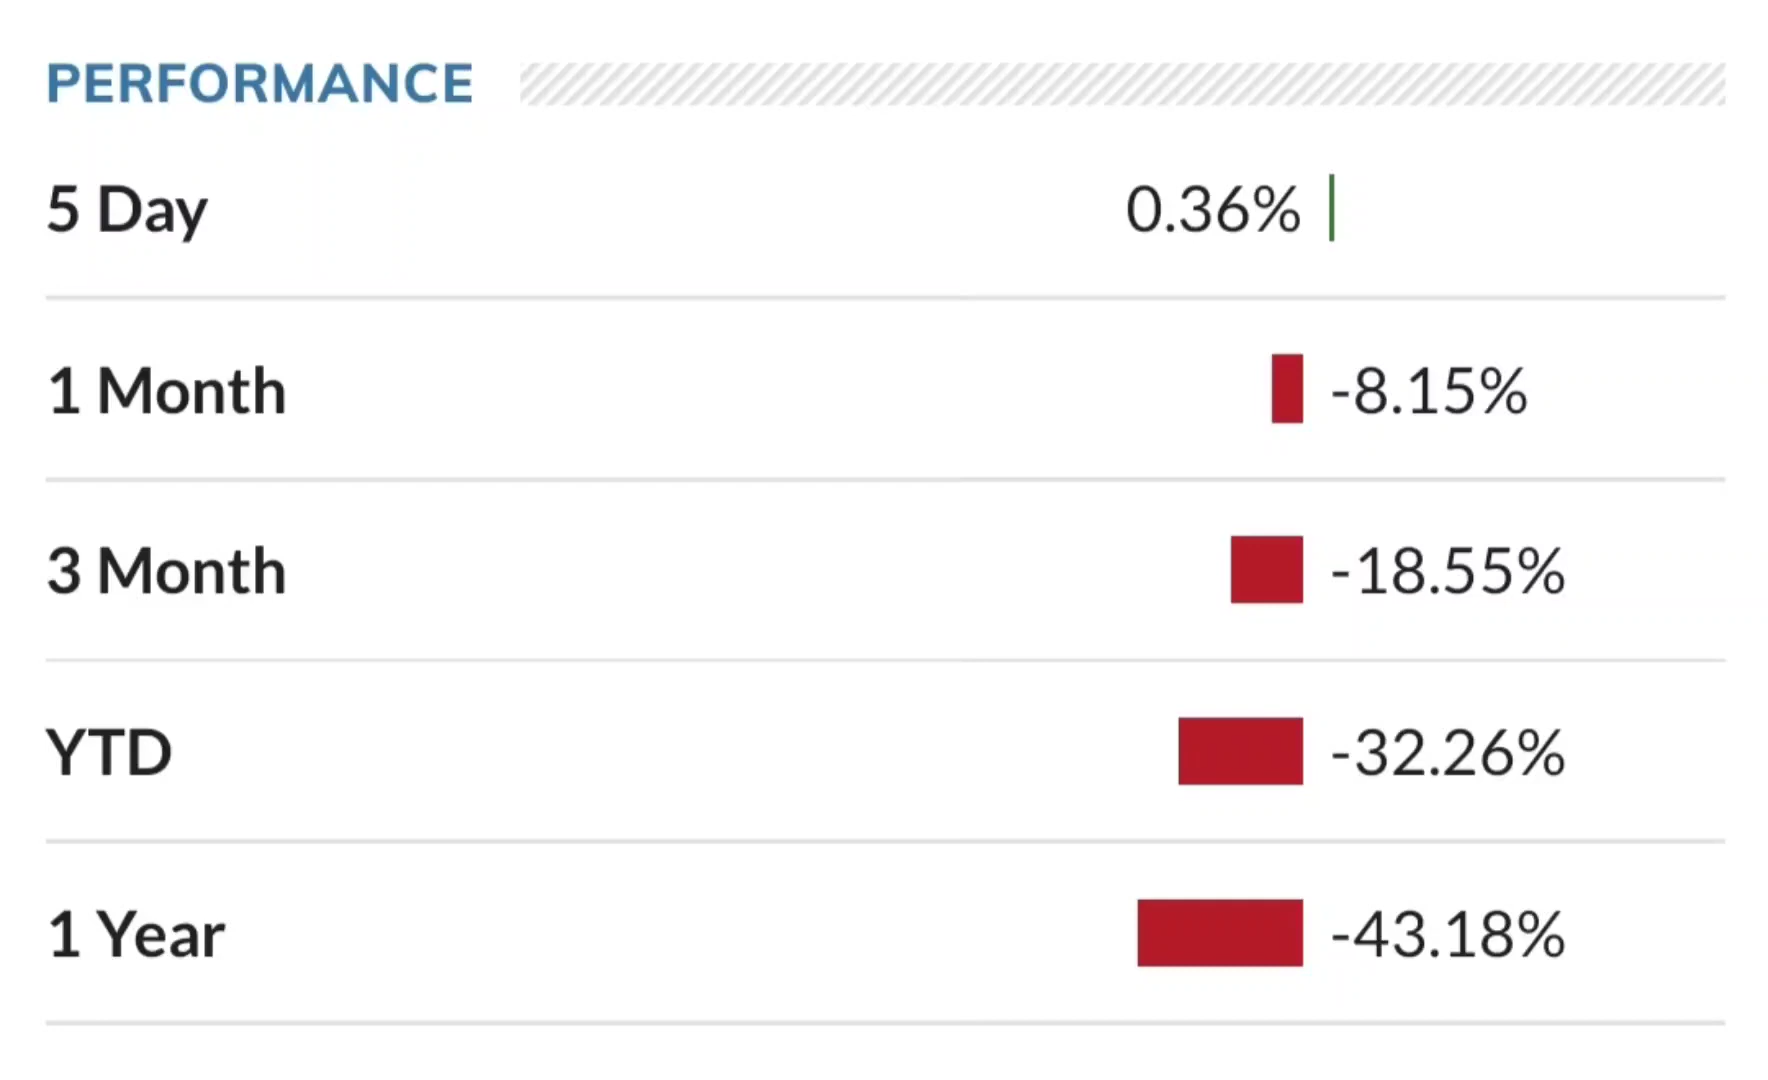 PERFORMANCE
5 Day 0.36%
1 Month -8.15%
3 Month -18.55%
YTD -32.26%
1 Year -43.18%